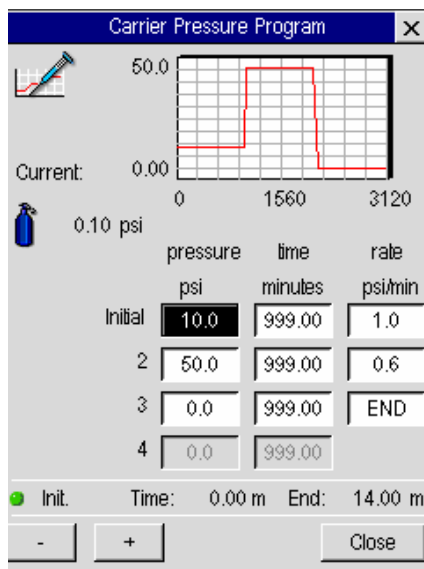 Carrier Pressure Program
50.0
0.00
0 1560 3120
Current:
0.10 psi
pressure time rate
psi minutes psi/min
Initial 10.0 999.00 1.0
2 50.0 999.00 0.6
3 0.0 999.00 END
4 0.0 999.00
Init. Time: 0.00 m End: 14.00 m
- + Close